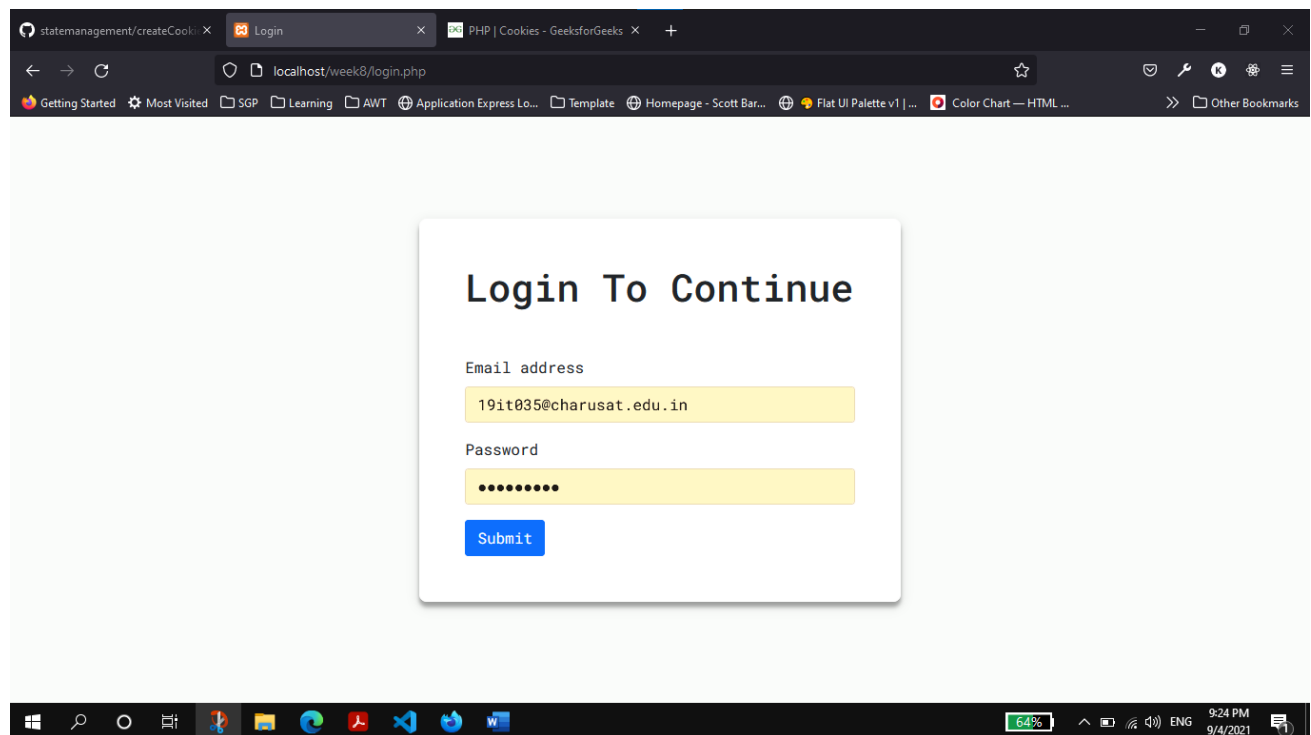 statemanagement/createCooki
Login
PHP | Cookies - GeeksforGeeks
localhost/week8/login.php
Getting Started Most Visited SGP Learning AWT Application Express Lo... Template Homepage - Scott Bar... Flat UI Palette v1 | ... Color Chart — HTML ... Other Bookmarks
Login To Continue
Email address
19it035@charusat.edu.in
Password
•••••••••
Submit
64% ENG 9:24 PM
9/4/2021